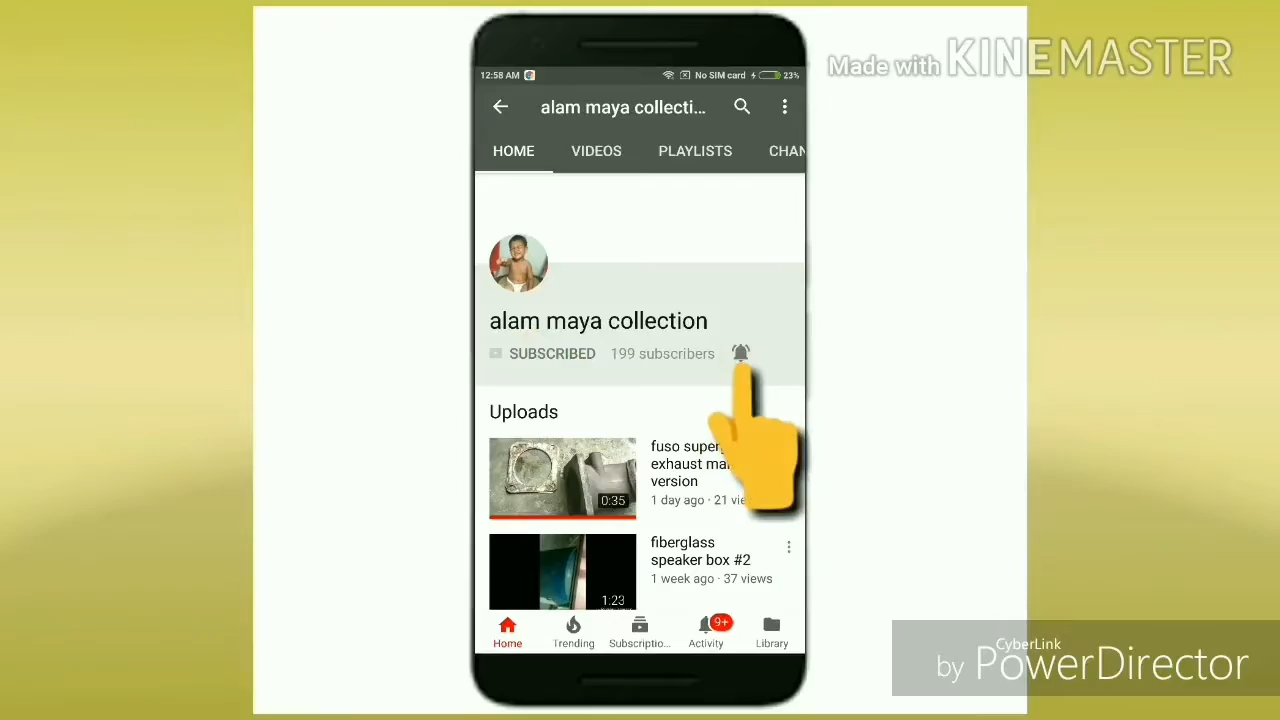 Made with KINEMASTER
12:58 AM
No SIM card
23%
alam maya collecti...
HOME
VIDEOS
PLAYLISTS
CHAN
alam maya collection
SUBSCRIBED
199 subscribers
Uploads
fuso super
exhaust ma
version
1 day ago · 21 vie
0:35
fiberglass
speaker box #2
1 week ago · 37 views
1:23
Home
Trending
Subscriptio...
9+
Activity
Library
CyberLink
by PowerDirector